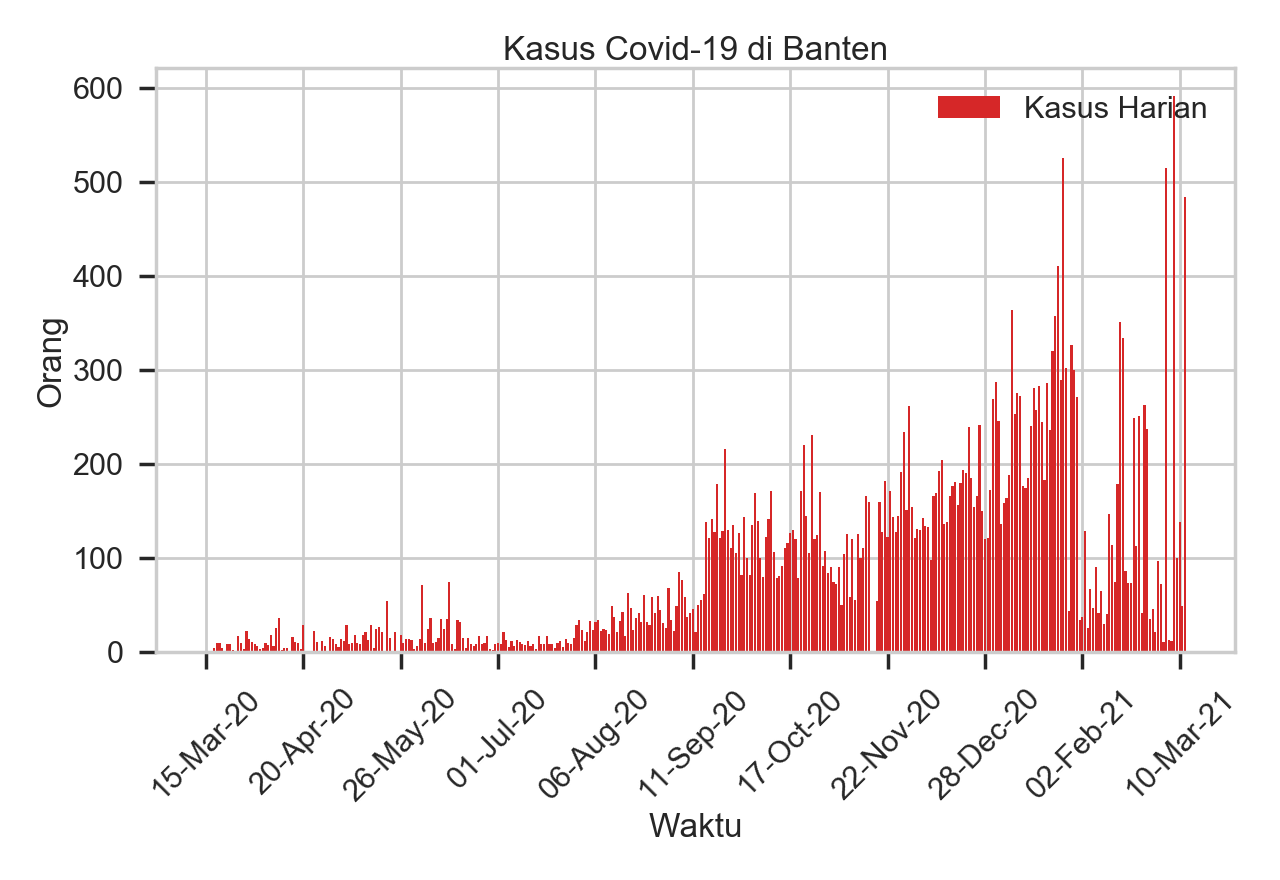 Kasus Covid-19 di Banten
Kasus Harian
600
500
400
300
200
100
0
Orang
15-Mar-20
20-Apr-20
26-May-20
01-Jul-20
06-Aug-20
11-Sep-20
17-Oct-20
22-Nov-20
28-Dec-20
02-Feb-21
10-Mar-21
Waktu